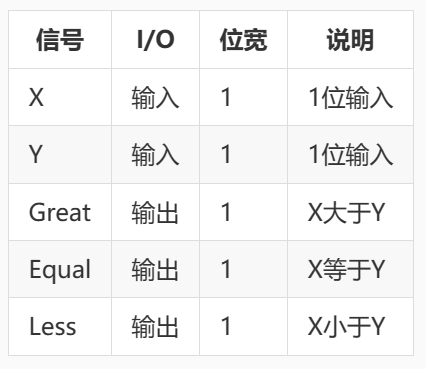 信号 I/O 位宽 说明
X 输入 1 1位输入
Y 输入 1 1位输入
Great 输出 1 X大于Y
Equal 输出 1 X等于Y
Less 输出 1 X小于Y